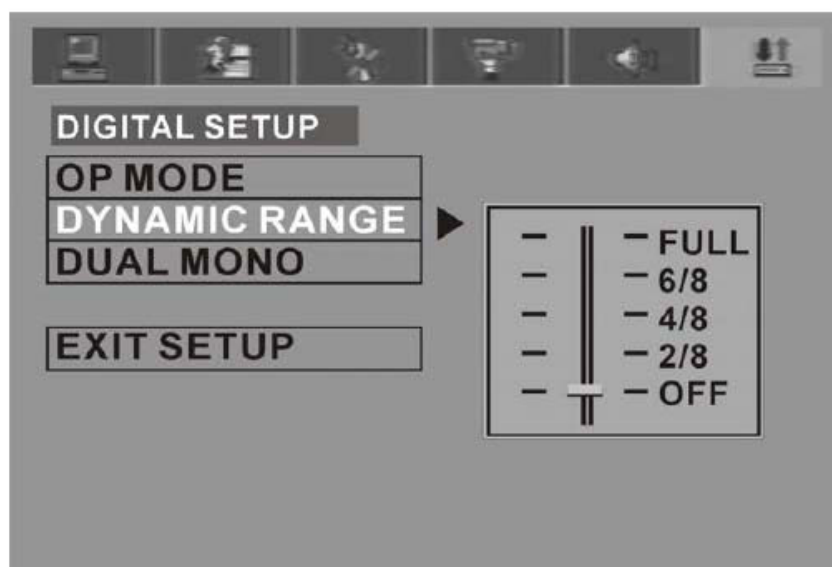 DIGITAL SETUP
OP MODE
DYNAMIC RANGE
DUAL MONO
EXIT SETUP
FULL
6/8
4/8
2/8
OFF